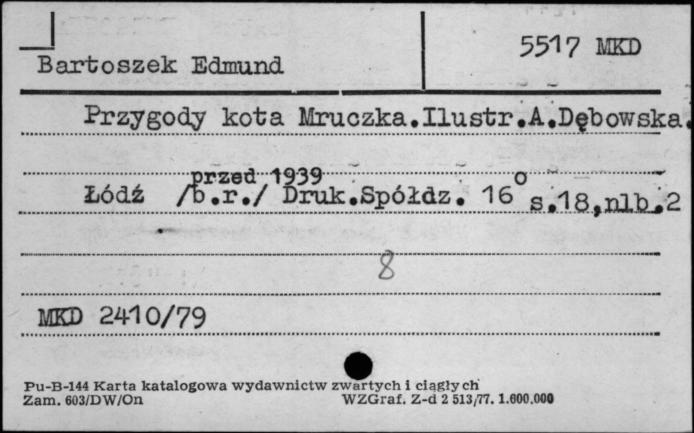 5517 MKD
Bartoszek Edmund
Przygody kota Mruczka.Ilustr.A.Dębowska.
przed 1939
Łódź /b.r./ Druk.Spółdz. 16° s.18,nlb.2
8
MKD 2410/79
Pu-B-144 Karta katalogowa wydawnictw zwartych i ciągłych
Zam. 603/DW/On WZGraf. Z-d 2 513/77. 1.600.000